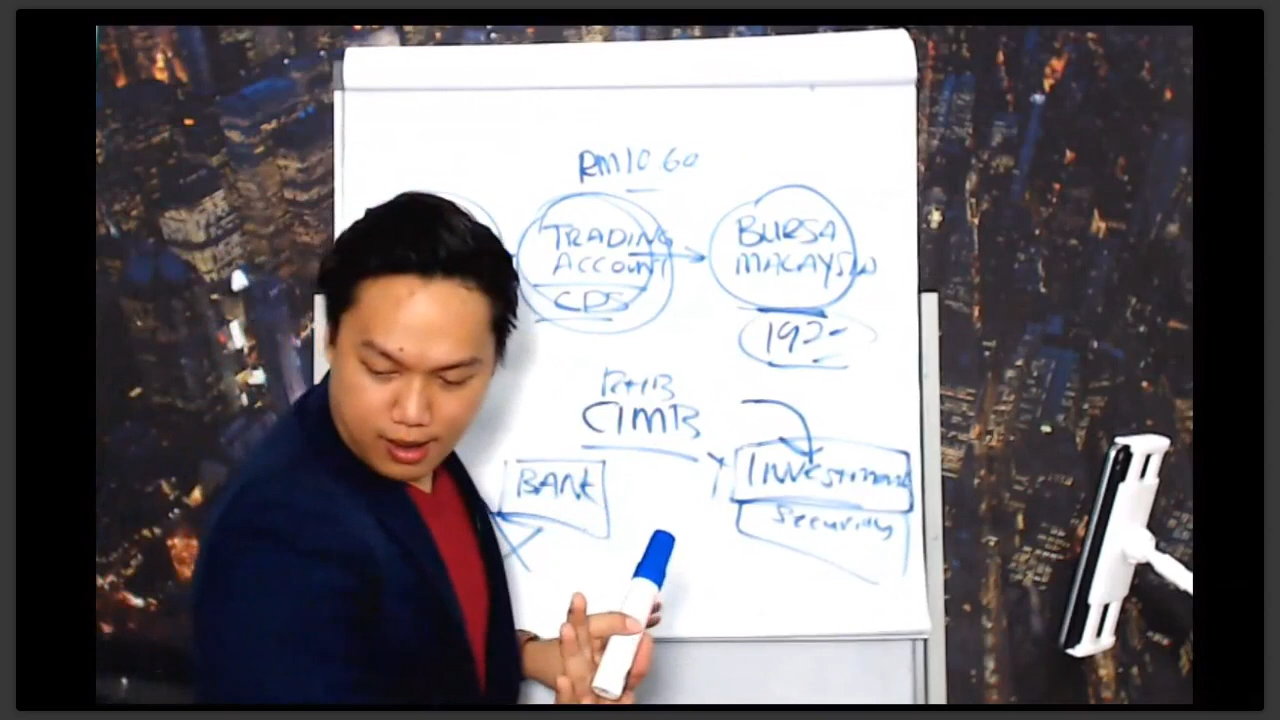 RM10.60
TRADING
ACCOUNT
CDS
BURSA
MALAYSIA
192-
RHB
CIMB
BANK
INVESTMENT
Security